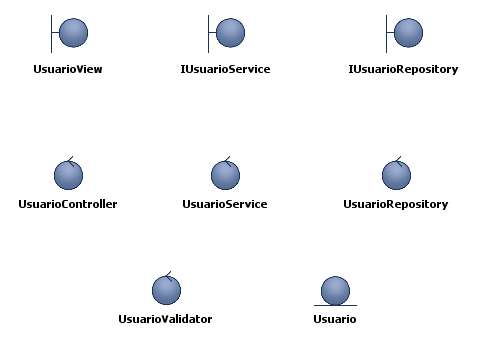 UsuarioView
IUsuarioService
IUsuarioRepository
UsuarioController
UsuarioService
UsuarioRepository
UsuarioValidator
Usuario